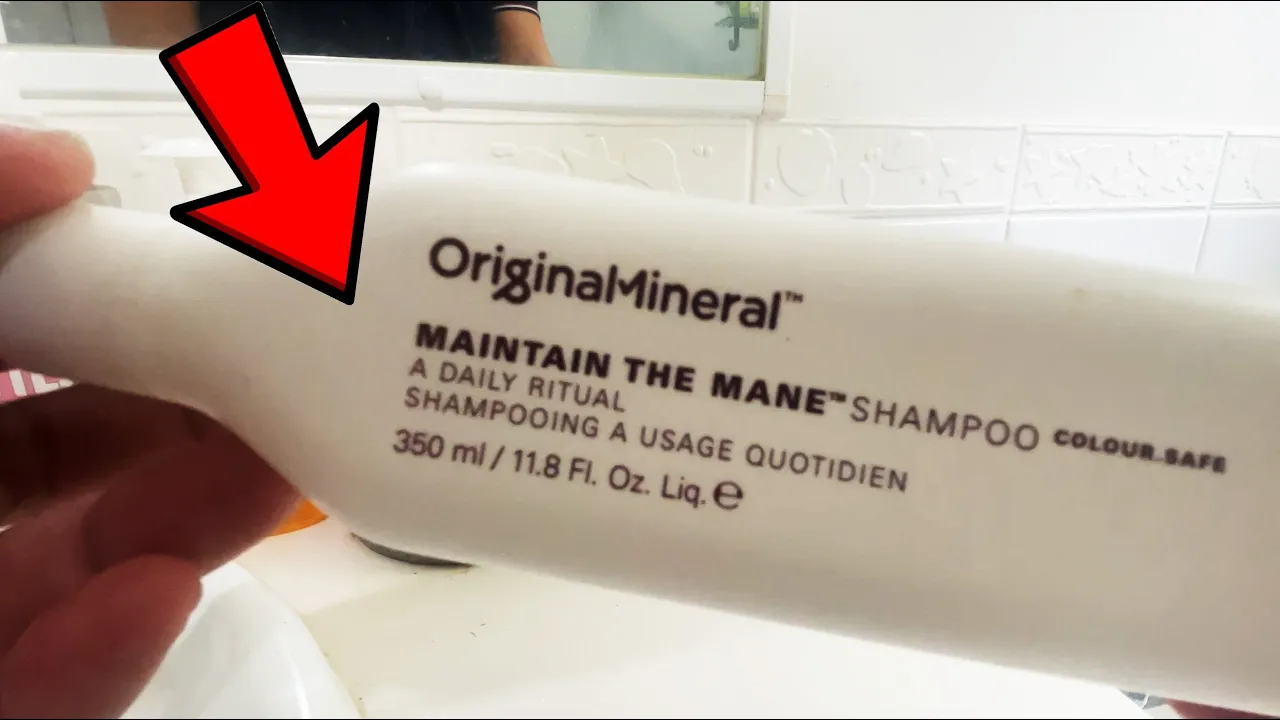 OriginalMineral™
MAINTAIN THE MANE™ SHAMPOO COLOUR SAFE
A DAILY RITUAL
SHAMPOOING A USAGE QUOTIDIEN
350 ml / 11.8 Fl. Oz. Liq. ℮